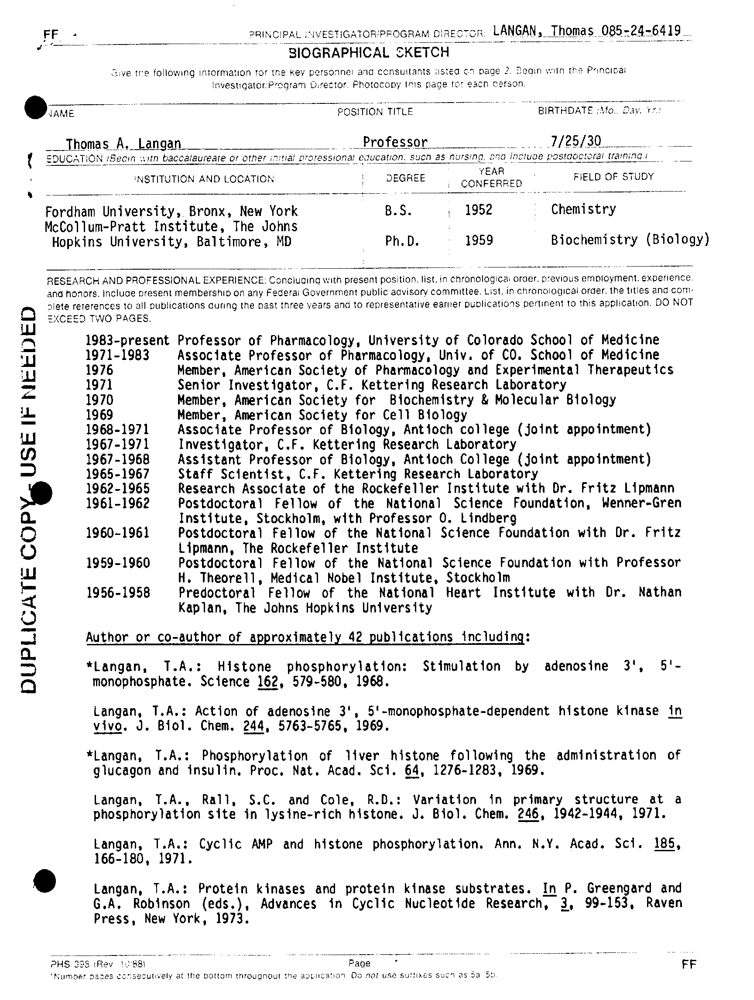 FF
PRINCIPAL INVESTIGATOR/PROGRAM DIRECTOR: LANGAN, Thomas 085-24-6419
BIOGRAPHICAL SKETCH
Give the following information for the key personnel and consultants listed on page 2. Begin with the Principal
Investigator/Program Director. Photocopy this page for each person.
NAME POSITION TITLE BIRTHDATE (Mo., Day, Yr.)
Thomas A. Langan Professor 7/25/30
EDUCATION (Begin with baccalaureate or other initial professional education, such as nursing, and include postdoctoral training.)
INSTITUTION AND LOCATION DEGREE YEAR CONFERRED FIELD OF STUDY
Fordham University, Bronx, New York B.S. 1952 Chemistry
McCollum-Pratt Institute, The Johns
Hopkins University, Baltimore, MD Ph.D. 1959 Biochemistry (Biology)
RESEARCH AND PROFESSIONAL EXPERIENCE: Concluding with present position, list, in chronological order, previous employment, experience,
and honors. Include present membership on any Federal Government public advisory committee. List, in chronological order, the titles and com-
plete references to all publications during the past three years and to representative earlier publications pertinent to this application. DO NOT
EXCEED TWO PAGES.
DUPLICATE COPY - USE IF NEEDED
1983-present Professor of Pharmacology, University of Colorado School of Medicine
1971-1983 Associate Professor of Pharmacology, Univ. of CO. School of Medicine
1976 Member, American Society of Pharmacology and Experimental Therapeutics
1971 Senior Investigator, C.F. Kettering Research Laboratory
1970 Member, American Society for Biochemistry & Molecular Biology
1969 Member, American Society for Cell Biology
1968-1971 Associate Professor of Biology, Antioch college (joint appointment)
1967-1971 Investigator, C.F. Kettering Research Laboratory
1967-1968 Assistant Professor of Biology, Antioch College (joint appointment)
1965-1967 Staff Scientist, C.F. Kettering Research Laboratory
1962-1965 Research Associate of the Rockefeller Institute with Dr. Fritz Lipmann
1961-1962 Postdoctoral Fellow of the National Science Foundation, Wenner-Gren
Institute, Stockholm, with Professor O. Lindberg
1960-1961 Postdoctoral Fellow of the National Science Foundation with Dr. Fritz
Lipmann, The Rockefeller Institute
1959-1960 Postdoctoral Fellow of the National Science Foundation with Professor
H. Theorell, Medical Nobel Institute, Stockholm
1956-1958 Predoctoral Fellow of the National Heart Institute with Dr. Nathan
Kaplan, The Johns Hopkins University
Author or co-author of approximately 42 publications including:
*Langan, T.A.: Histone phosphorylation: Stimulation by adenosine 3', 5'-
monophosphate. Science 162, 579-580, 1968.
Langan, T.A.: Action of adenosine 3', 5'-monophosphate-dependent histone kinase in
vivo. J. Biol. Chem. 244, 5763-5765, 1969.
*Langan, T.A.: Phosphorylation of liver histone following the administration of
glucagon and insulin. Proc. Nat. Acad. Sci. 64, 1276-1283, 1969.
Langan, T.A., Rall, S.C. and Cole, R.D.: Variation in primary structure at a
phosphorylation site in lysine-rich histone. J. Biol. Chem. 246, 1942-1944, 1971.
Langan, T.A.: Cyclic AMP and histone phosphorylation. Ann. N.Y. Acad. Sci. 185,
166-180, 1971.
Langan, T.A.: Protein kinases and protein kinase substrates. In P. Greengard and
G.A. Robinson (eds.), Advances in Cyclic Nucleotide Research, 3, 99-153, Raven
Press, New York, 1973.
PHS 398 (Rev. 10/88) Page * FF
*Number pages consecutively at the bottom throughout the application. Do not use suffixes such as 5a, 5b.